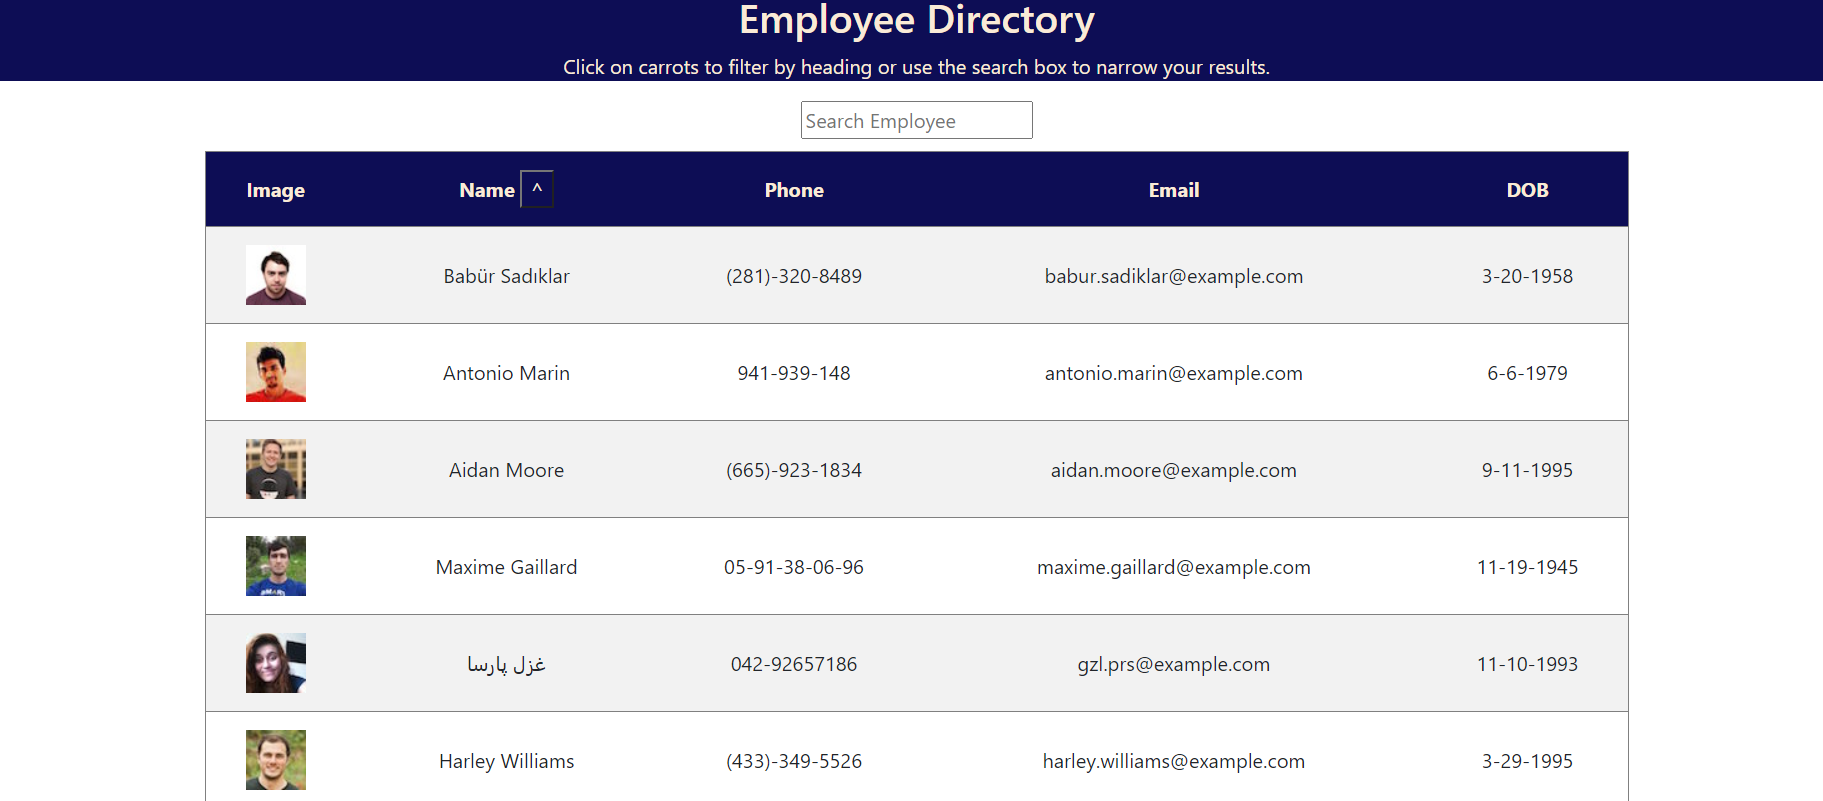 Employee Directory
Click on carrots to filter by heading or use the search box to narrow your results.
Search Employee
Image Name ^ Phone Email DOB
Babür Sadıklar (281)-320-8489 babur.sadiklar@example.com 3-20-1958
Antonio Marin 941-939-148 antonio.marin@example.com 6-6-1979
Aidan Moore (665)-923-1834 aidan.moore@example.com 9-11-1995
Maxime Gaillard 05-91-38-06-96 maxime.gaillard@example.com 11-19-1945
غزل پارسا 042-92657186 gzl.prs@example.com 11-10-1993
Harley Williams (433)-349-5526 harley.williams@example.com 3-29-1995